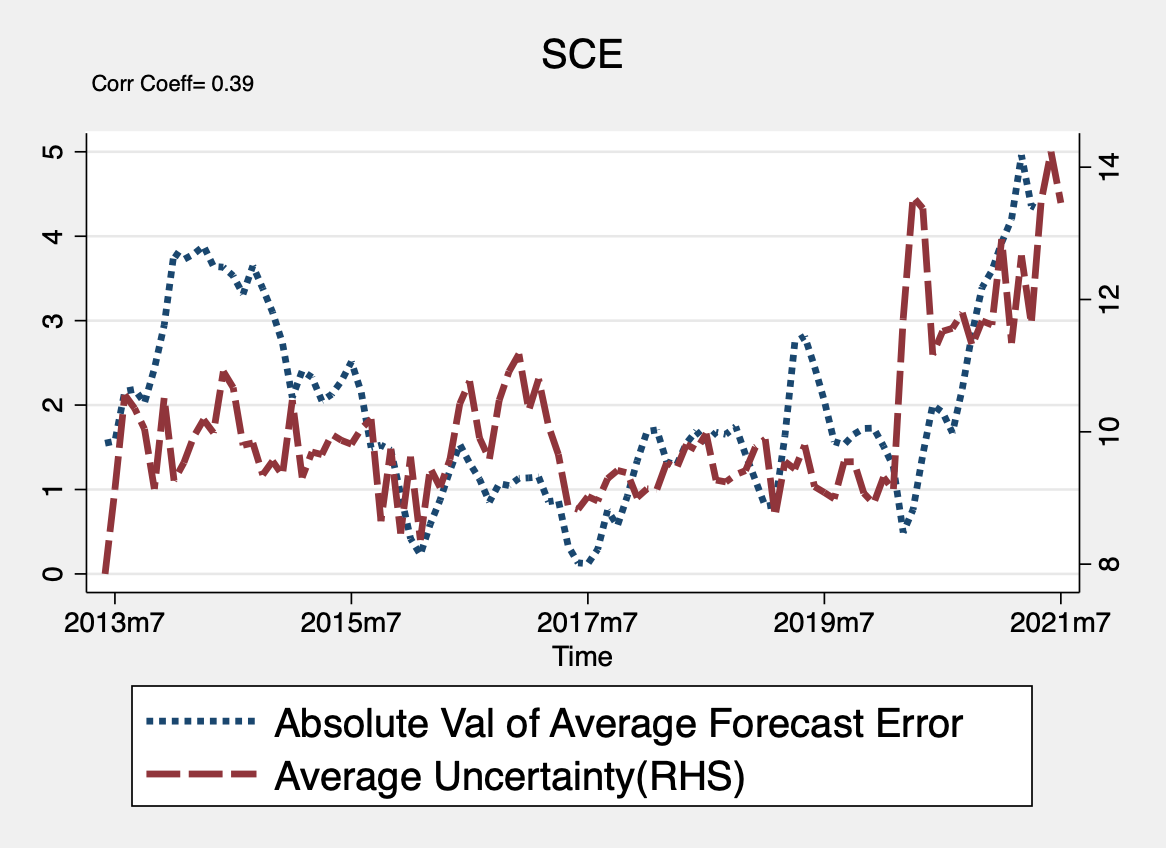 SCE
Corr Coeff= 0.39
5
4
3
2
1
0
14
12
10
8
2013m7 2015m7 2017m7 2019m7 2021m7
Time
Absolute Val of Average Forecast Error
Average Uncertainty(RHS)